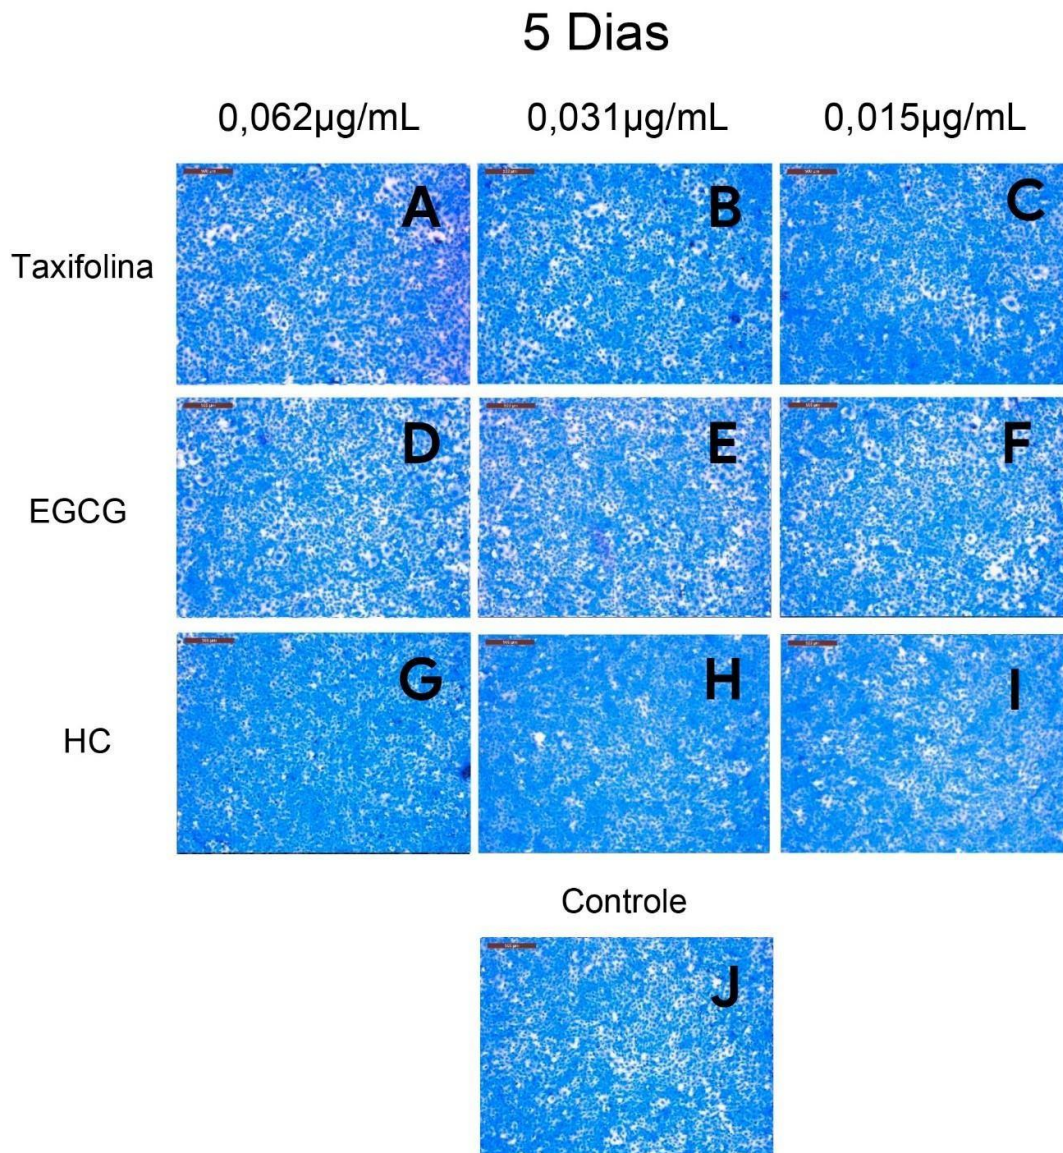 5 Dias
0,062µg/mL 0,031µg/mL 0,015µg/mL
Taxifolina A B C
EGCG D E F
HC G H I
Controle
J